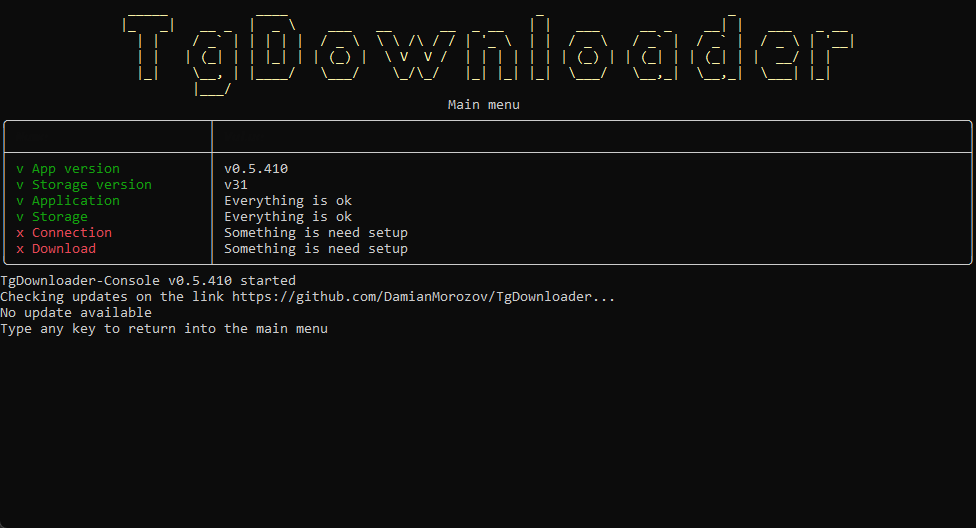 TgDownloader
Main menu
v App version v0.5.410
v Storage version v31
v Application Everything is ok
v Storage Everything is ok
x Connection Something is need setup
x Download Something is need setup
TgDownloader-Console v0.5.410 started
Checking updates on the link https://github.com/DamianMorozov/TgDownloader...
No update available
Type any key to return into the main menu